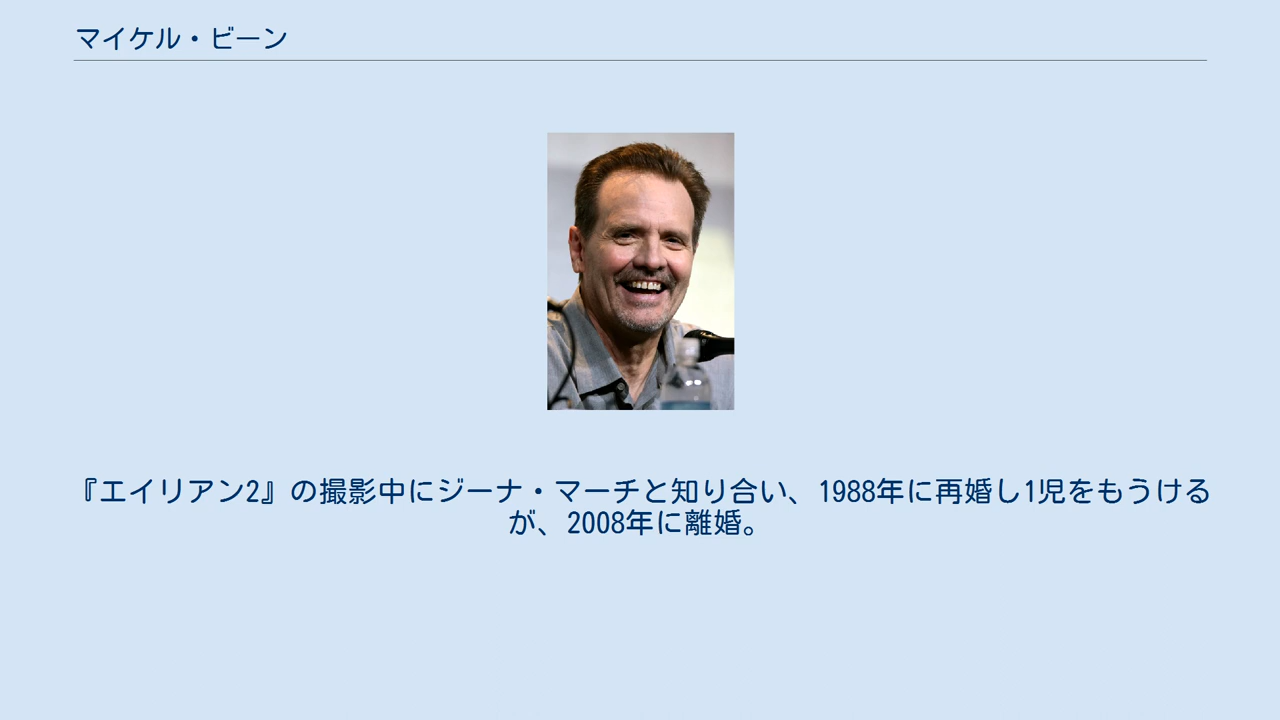 マイケル・ビーン
『エイリアン2』の撮影中にジーナ・マーチと知り合い、1988年に再婚し1児をもうける
が、2008年に離婚。